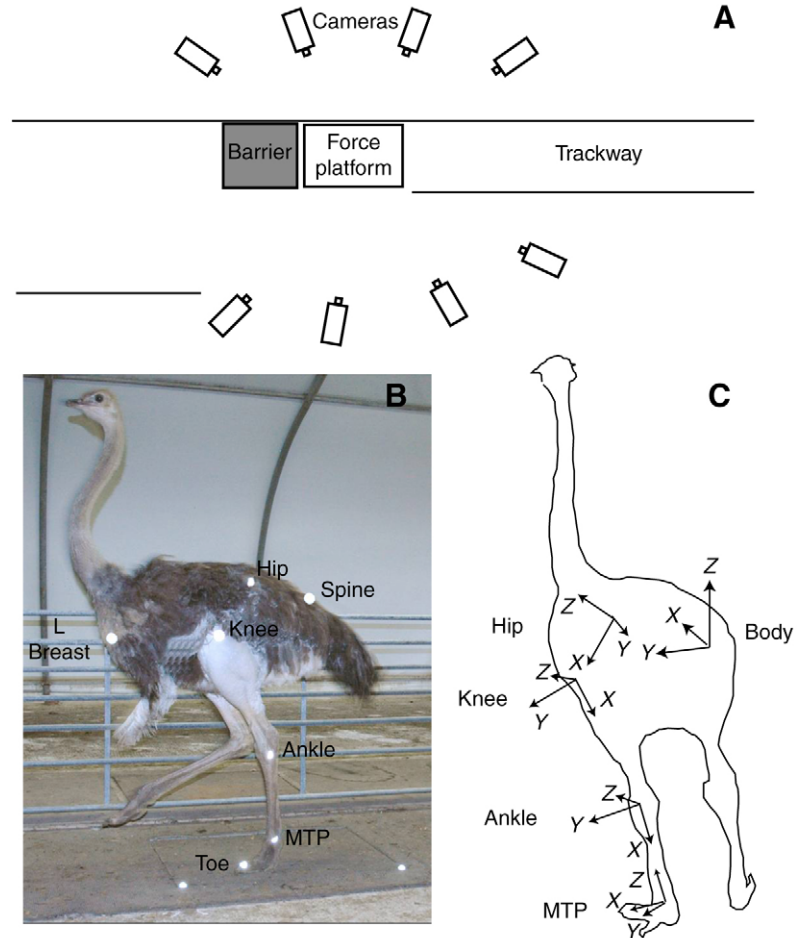 Cameras
A
Barrier
Force
platform
Trackway
B
Hip
Spine
L
Breast
Knee
Ankle
MTP
Toe
C
Z
X
Body
Y
Hip
Z
X
Y
Knee
Z
X
Y
Ankle
Z
Y
X
MTP
Z
X
Y